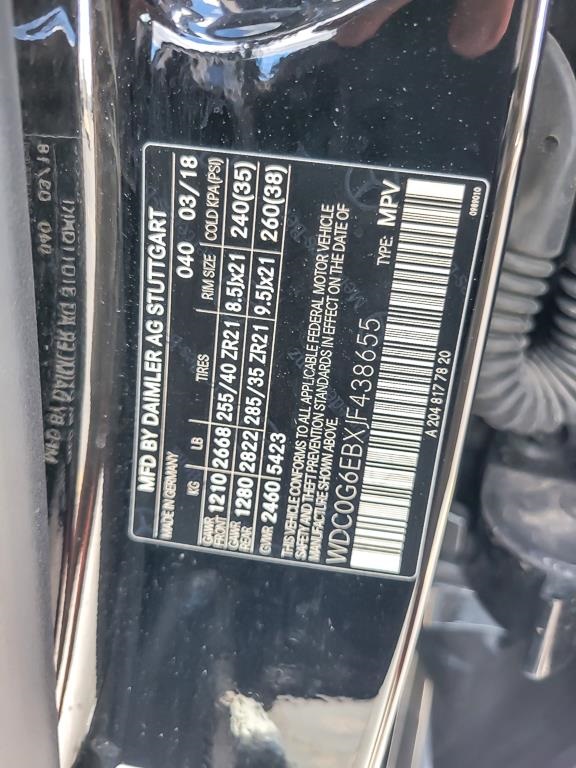 MFD BY DAIMLER AG STUTTGART
MADE IN GERMANY 040 03/18
KG LB TIRES RIM SIZE COLD KPA(PSI)
GAWR FRONT 1210 2668 255/40 ZR21 8.5Jx21 240(35)
GAWR REAR 1280 2822 285/35 ZR21 9.5Jx21 260(38)
GVWR 2460 5423
THIS VEHICLE CONFORMS TO ALL APPLICABLE FEDERAL MOTOR VEHICLE
SAFETY AND THEFT PREVENTION STANDARDS IN EFFECT ON THE DATE OF
MANUFACTURE SHOWN ABOVE.
WDC0G6EBXJF438655 TYPE: MPV
A 204 817 78 20 0989010